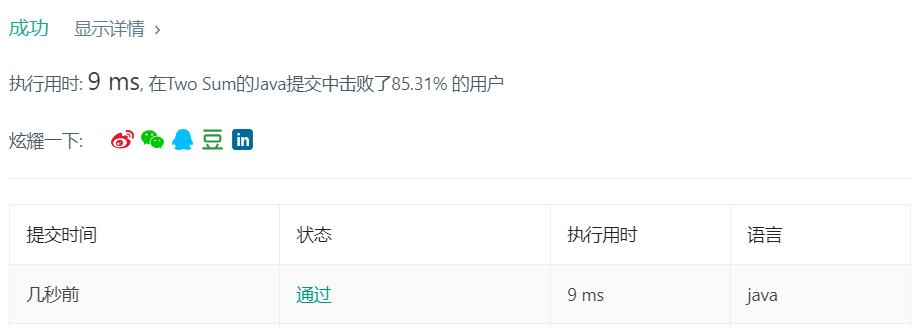 成功 显示详情 ›
执行用时: 9 ms, 在Two Sum的Java提交中击败了85.31% 的用户
炫耀一下: 豆 in
提交时间 状态 执行用时 语言
几秒前 通过 9 ms java